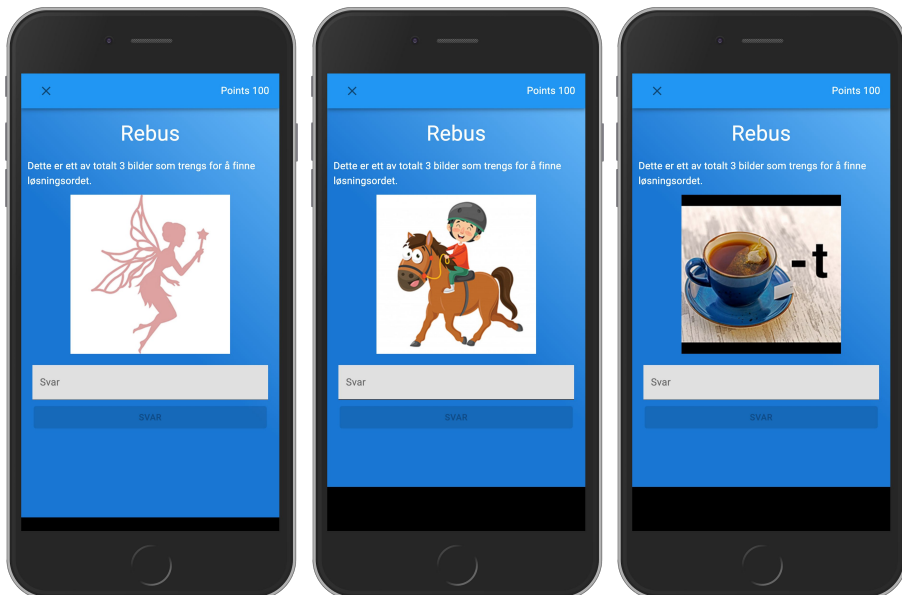 Points 100
Rebus
Dette er ett av totalt 3 bilder som trengs for å finne
løsningsordet.
Svar
SVAR
Points 100
Rebus
Dette er ett av totalt 3 bilder som trengs for å finne
løsningsordet.
Svar
SVAR
Points 100
Rebus
Dette er ett av totalt 3 bilder som trengs for å finne
løsningsordet.
-t
Svar
SVAR